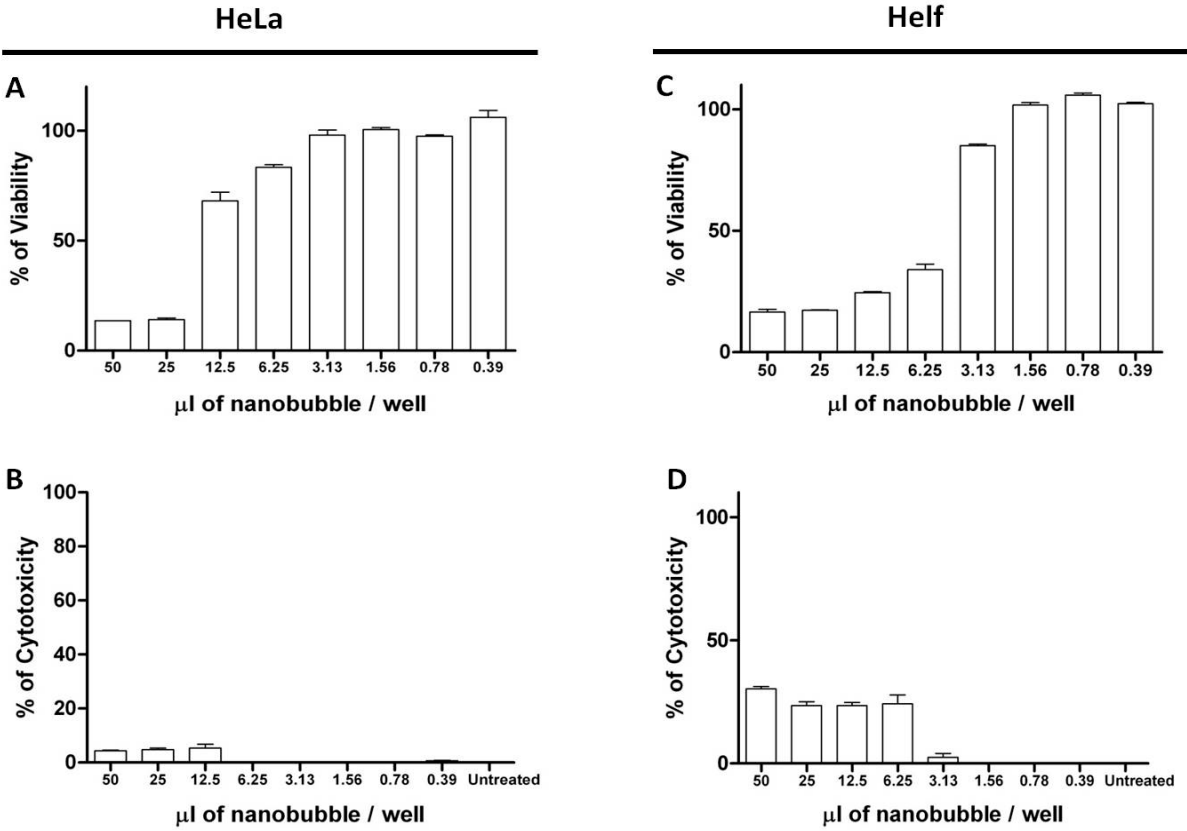 HeLa
Helf
A
% of Viability
100
50
0
50 25 12.5 6.25 3.13 1.56 0.78 0.39
μl of nanobubble / well
C
% of Viability
100
50
0
50 25 12.5 6.25 3.13 1.56 0.78 0.39
μl of nanobubble / well
B
% of Cytotoxicity
100
80
60
40
20
0
50 25 12.5 6.25 3.13 1.56 0.78 0.39 Untreated
μl of nanobubble / well
D
% of Cytotoxicity
100
50
0
50 25 12.5 6.25 3.13 1.56 0.78 0.39 Untreated
μl of nanobubble / well